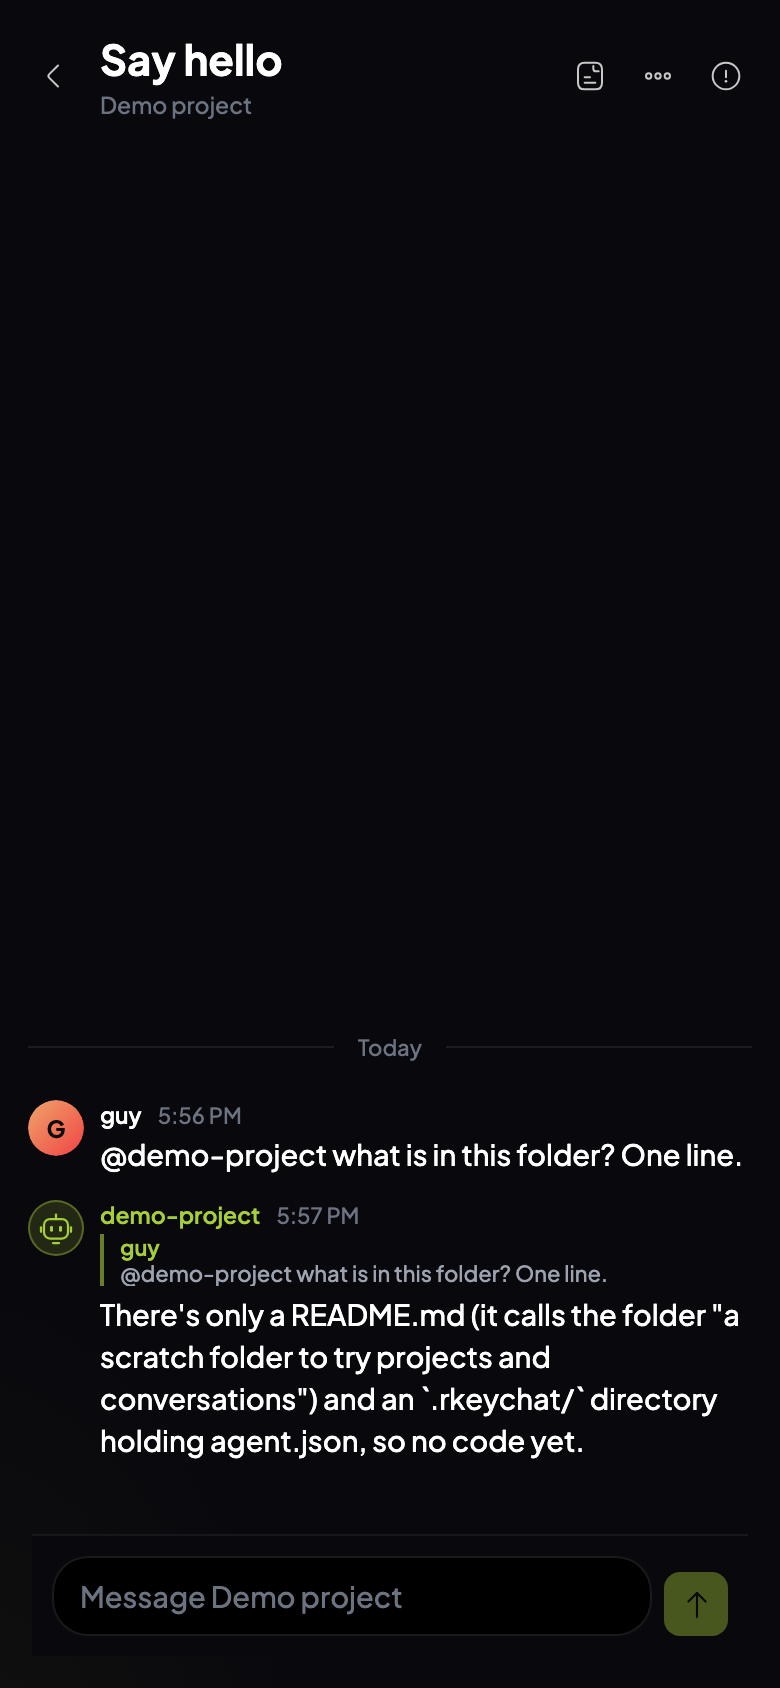 Say hello
Demo project
Today
G
guy 5:56 PM
@demo-project what is in this folder? One line.
demo-project 5:57 PM
guy
@demo-project what is in this folder? One line.
There's only a README.md (it calls the folder "a
scratch folder to try projects and
conversations") and an `.rkeychat/` directory
holding agent.json, so no code yet.
Message Demo project